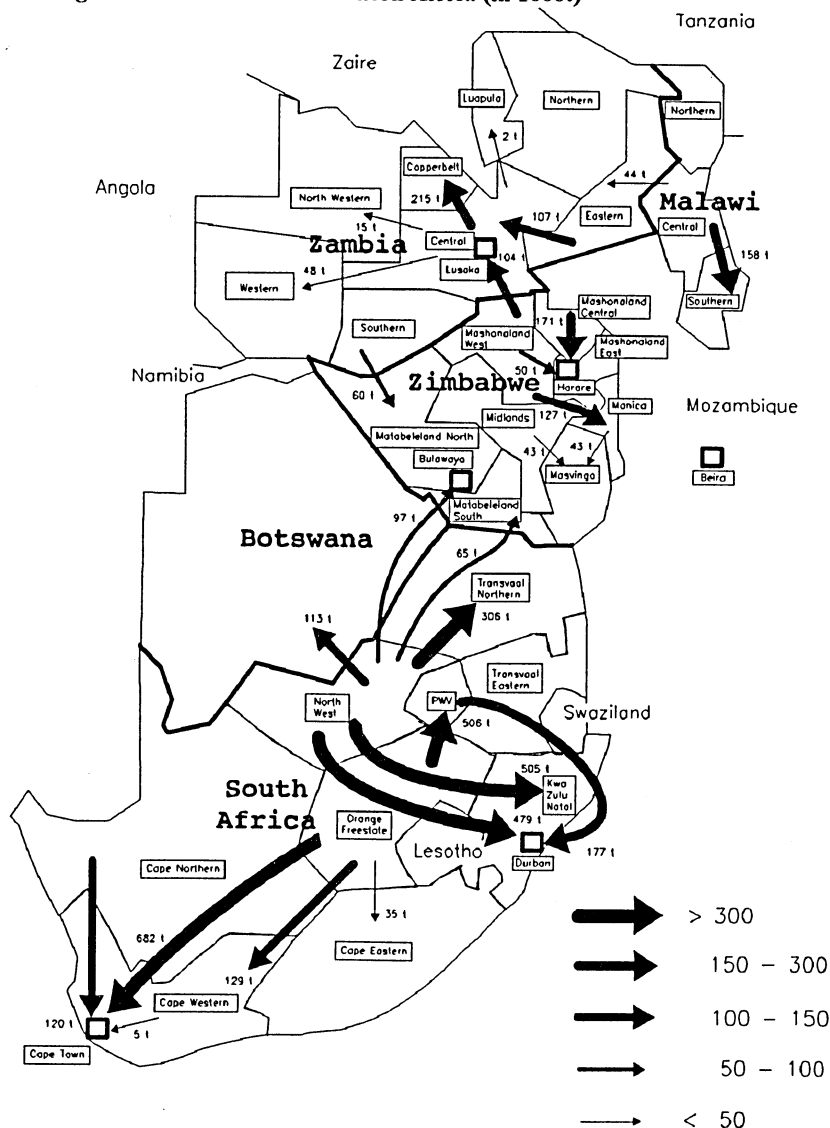 Tanzania
Zaire
Luapula
Northern
Northern
2 t
Copperbelt
44 t
Angola
North Western
215 t
Malawi
107 t
Eastern
Central
15 t
Zambia
Central
104 t
158 t
48 t
Lusaka
Western
Southern
Mashonaland
Central
171 t
Southern
Mashonaland
West
Mashonaland
East
Namibia
50 t
Zimbabwe
Harare
60 t
127 t
Manica
Mozambique
Midlands
Matabeleland North
43 t
43 t
Bulawayo
Masvingo
Beira
Matabeleland
South
97 t
Botswana
65 t
Transvaal
Northern
113 t
306 t
Transvaal
Eastern
North
West
PWV
506 t
Swaziland
505 t
Kwa
Zulu
Natal
South
Africa
479 t
Orange
Freestate
Lesotho
177 t
Durban
Cape Northern
35 t
> 300
682 t
Cape Eastern
150 - 300
129 t
Cape Western
100 - 150
120 t
5 t
Cape Town
50 - 100
< 50